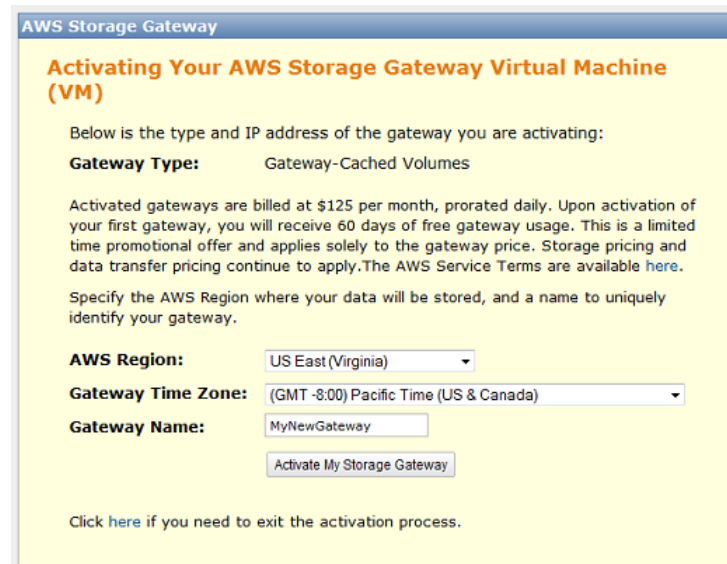 AWS Storage Gateway
Activating Your AWS Storage Gateway Virtual Machine
(VM)
Below is the type and IP address of the gateway you are activating:
Gateway Type: Gateway-Cached Volumes
Activated gateways are billed at $125 per month, prorated daily. Upon activation of
your first gateway, you will receive 60 days of free gateway usage. This is a limited
time promotional offer and applies solely to the gateway price. Storage pricing and
data transfer pricing continue to apply.The AWS Service Terms are available here.
Specify the AWS Region where your data will be stored, and a name to uniquely
identify your gateway.
AWS Region: US East (Virginia)
Gateway Time Zone: (GMT -8:00) Pacific Time (US & Canada)
Gateway Name: MyNewGateway
Activate My Storage Gateway
Click here if you need to exit the activation process.